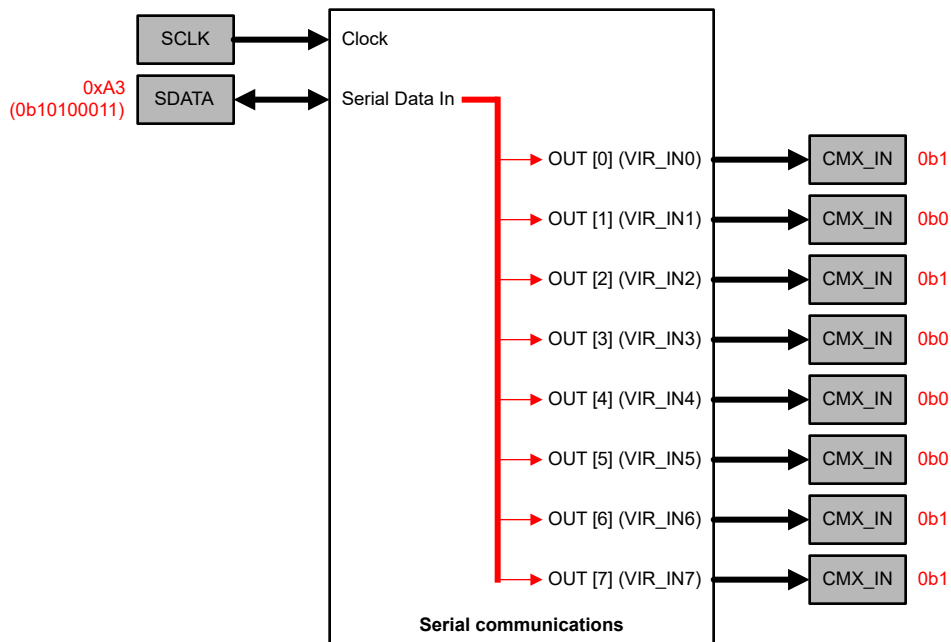 SCLK
Clock
0xA3
(0b10100011)
SDATA
Serial Data In
OUT [0] (VIR_IN0)
CMX_IN
0b1
OUT [1] (VIR_IN1)
CMX_IN
0b0
OUT [2] (VIR_IN2)
CMX_IN
0b1
OUT [3] (VIR_IN3)
CMX_IN
0b0
OUT [4] (VIR_IN4)
CMX_IN
0b0
OUT [5] (VIR_IN5)
CMX_IN
0b0
OUT [6] (VIR_IN6)
CMX_IN
0b1
OUT [7] (VIR_IN7)
CMX_IN
0b1
Serial communications